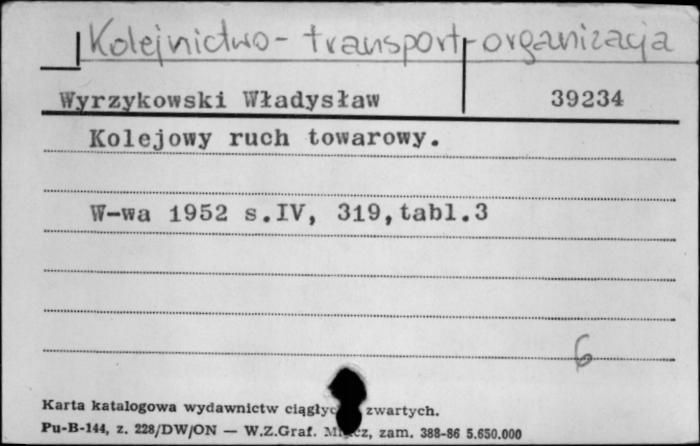 Kolejnictwo - transport - organizacja
Wyrzykowski Władysław 39234
Kolejowy ruch towarowy.
W-wa 1952 s.IV, 319,tabl.3
6
Karta katalogowa wydawnictw zwartych.
Pu-B-144, z. 228/DW/ON — W.Z.Graf. zam. 388-86 5.650.000